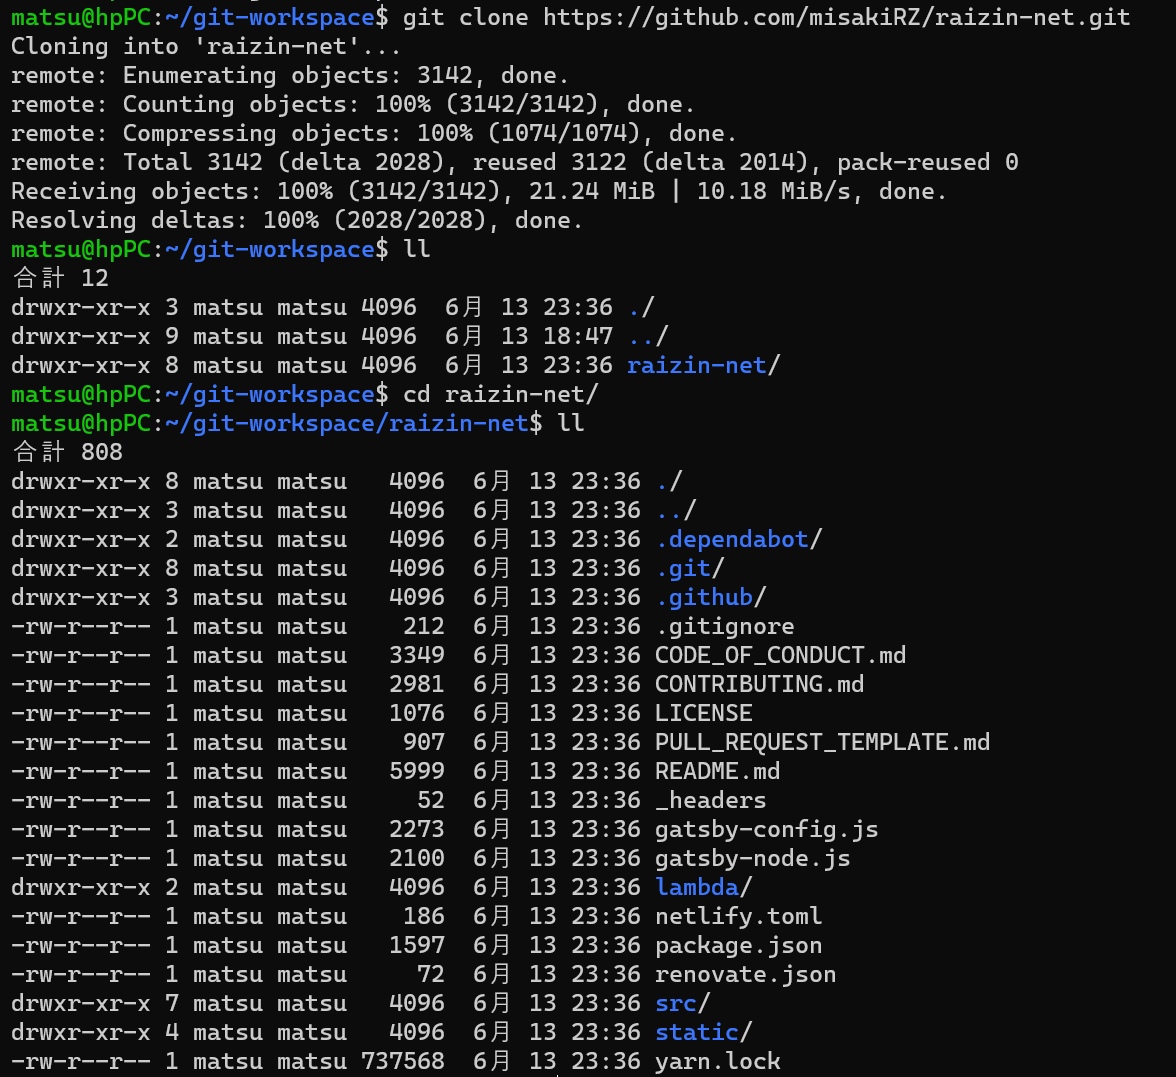 matsu@hpPC:~/git-workspace$ git clone https://github.com/misakiRZ/raizin-net.git
Cloning into 'raizin-net'...
remote: Enumerating objects: 3142, done.
remote: Counting objects: 100% (3142/3142), done.
remote: Compressing objects: 100% (1074/1074), done.
remote: Total 3142 (delta 2028), reused 3122 (delta 2014), pack-reused 0
Receiving objects: 100% (3142/3142), 21.24 MiB | 10.18 MiB/s, done.
Resolving deltas: 100% (2028/2028), done.
matsu@hpPC:~/git-workspace$ ll
合計 12
drwxr-xr-x 3 matsu matsu 4096  6月 13 23:36 ./
drwxr-xr-x 9 matsu matsu 4096  6月 13 18:47 ../
drwxr-xr-x 8 matsu matsu 4096  6月 13 23:36 raizin-net/
matsu@hpPC:~/git-workspace$ cd raizin-net/
matsu@hpPC:~/git-workspace/raizin-net$ ll
合計 808
drwxr-xr-x 8 matsu matsu   4096  6月 13 23:36 ./
drwxr-xr-x 3 matsu matsu   4096  6月 13 23:36 ../
drwxr-xr-x 2 matsu matsu   4096  6月 13 23:36 .dependabot/
drwxr-xr-x 8 matsu matsu   4096  6月 13 23:36 .git/
drwxr-xr-x 3 matsu matsu   4096  6月 13 23:36 .github/
-rw-r--r-- 1 matsu matsu    212  6月 13 23:36 .gitignore
-rw-r--r-- 1 matsu matsu   3349  6月 13 23:36 CODE_OF_CONDUCT.md
-rw-r--r-- 1 matsu matsu   2981  6月 13 23:36 CONTRIBUTING.md
-rw-r--r-- 1 matsu matsu   1076  6月 13 23:36 LICENSE
-rw-r--r-- 1 matsu matsu    907  6月 13 23:36 PULL_REQUEST_TEMPLATE.md
-rw-r--r-- 1 matsu matsu   5999  6月 13 23:36 README.md
-rw-r--r-- 1 matsu matsu     52  6月 13 23:36 _headers
-rw-r--r-- 1 matsu matsu   2273  6月 13 23:36 gatsby-config.js
-rw-r--r-- 1 matsu matsu   2100  6月 13 23:36 gatsby-node.js
drwxr-xr-x 2 matsu matsu   4096  6月 13 23:36 lambda/
-rw-r--r-- 1 matsu matsu    186  6月 13 23:36 netlify.toml
-rw-r--r-- 1 matsu matsu   1597  6月 13 23:36 package.json
-rw-r--r-- 1 matsu matsu     72  6月 13 23:36 renovate.json
drwxr-xr-x 7 matsu matsu   4096  6月 13 23:36 src/
drwxr-xr-x 4 matsu matsu   4096  6月 13 23:36 static/
-rw-r--r-- 1 matsu matsu 737568  6月 13 23:36 yarn.lock